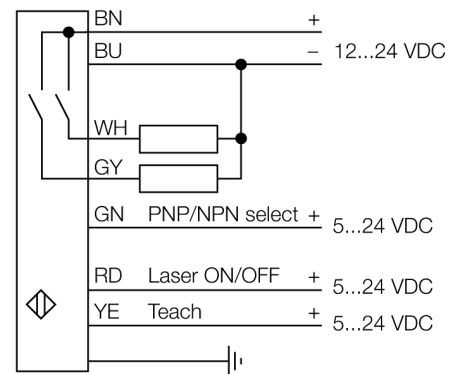 BN +
BU – 12...24 VDC
WH
GY
GN PNP/NPN select + 5...24 VDC
RD Laser ON/OFF + 5...24 VDC
YE Teach + 5...24 VDC